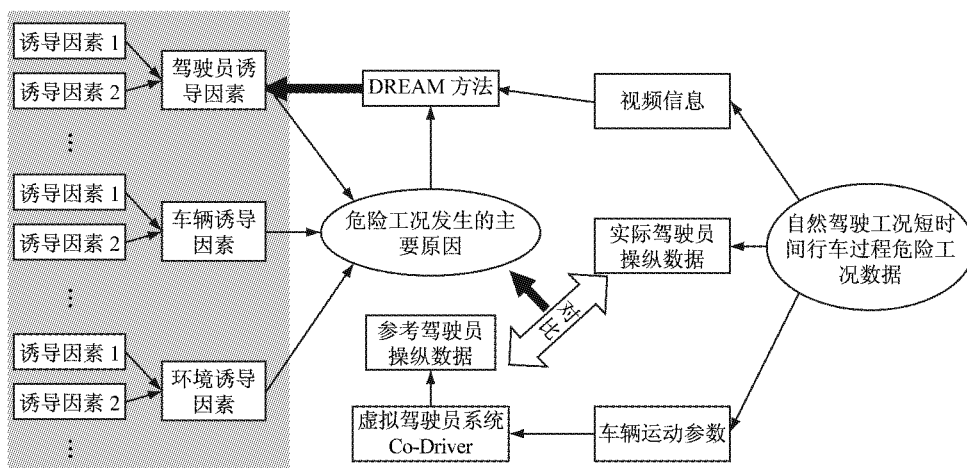 诱导因素 1
诱导因素 2
⋮
驾驶员诱
导因素
诱导因素 1
诱导因素 2
⋮
车辆诱导
因素
诱导因素 1
诱导因素 2
⋮
环境诱导
因素
DREAM 方法
危险工况发生的主
要原因
对比
参考驾驶员
操纵数据
虚拟驾驶员系统
Co-Driver
视频信息
实际驾驶员
操纵数据
车辆运动参数
自然驾驶工况短时
间行车过程危险工
况数据